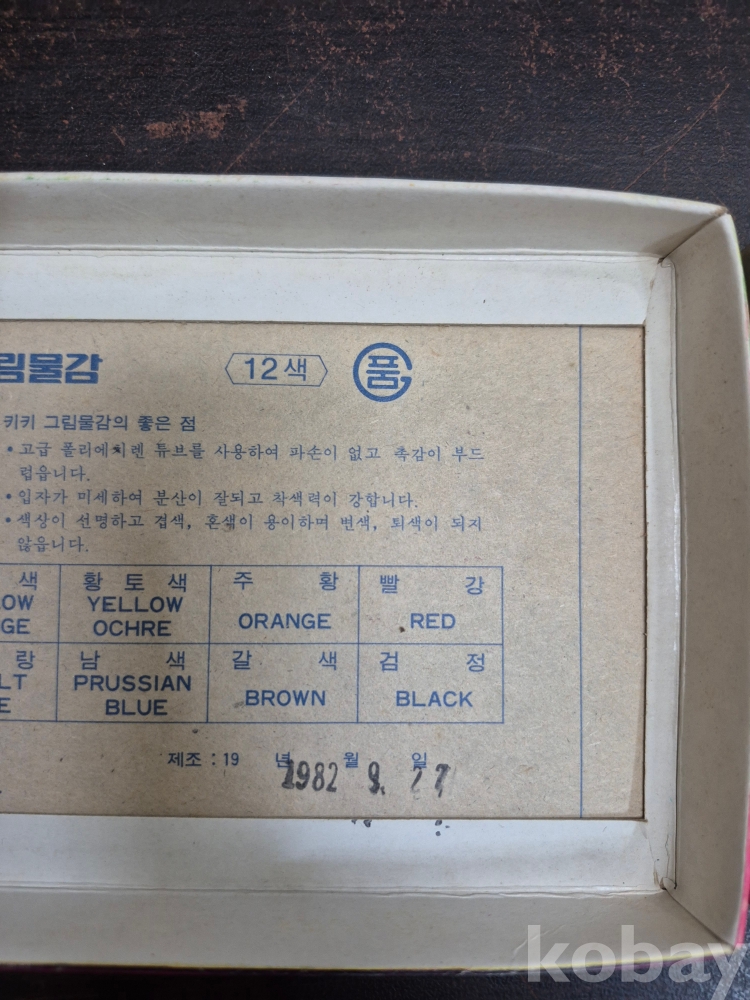 림물감
12색
품
키키 그림물감의 좋은 점
• 고급 폴리에치렌 튜브를 사용하여 파손이 없고 촉감이 부드
럽읍니다.
• 입자가 미세하여 분산이 잘되고 착색력이 강합니다.
• 색상이 선명하고 겹색, 혼색이 용이하며 변색, 퇴색이 되지
않읍니다.
색 황 토 색 주 황 빨 강
OW YELLOW
GE OCHRE ORANGE RED
랑 남 색 갈 색 검 정
LT PRUSSIAN
E BLUE BROWN BLACK
제조 : 19 년 월 일
1982 9. 27
kobay